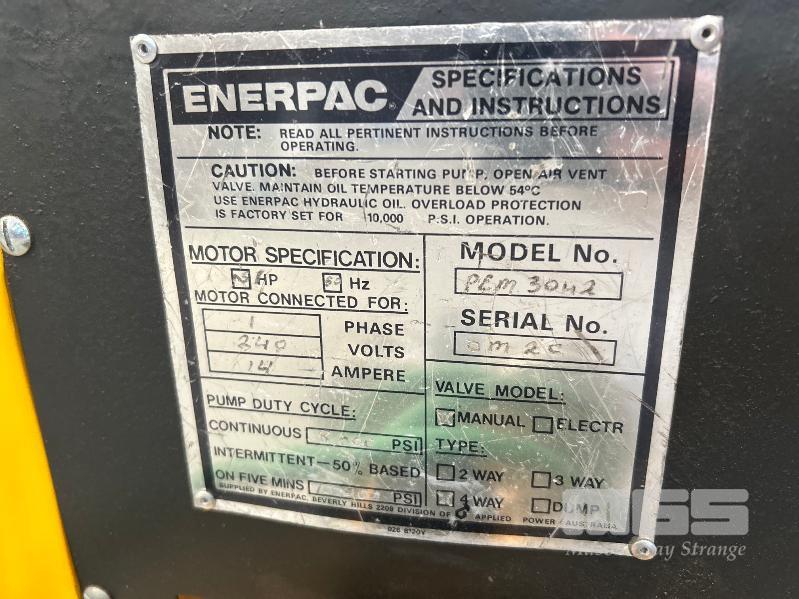 ENERPAC
SPECIFICATIONS
AND INSTRUCTIONS
NOTE: READ ALL PERTINENT INSTRUCTIONS BEFORE
OPERATING.
CAUTION: BEFORE STARTING PUMP, OPEN AIR VENT
VALVE. MAINTAIN OIL TEMPERATURE BELOW 54°C
USE ENERPAC HYDRAULIC OIL. OVERLOAD PROTECTION
IS FACTORY SET FOR 10,000 P.S.I. OPERATION.
MOTOR SPECIFICATION:
HP Hz
MOTOR CONNECTED FOR:
1 PHASE
240 VOLTS
14 AMPERE
PUMP DUTY CYCLE:
CONTINUOUS PSI
INTERMITTENT—50% BASED
ON FIVE MINS PSI
MODEL No.
PEM 3042
SERIAL No.
VALVE MODEL:
MANUAL ELECTR
TYPE:
2 WAY 3 WAY
4 WAY DUMP
SUPPLIED BY ENERPAC, BEVERLY HILLS 2209 DIVISION OF APPLIED POWER AUSTRALIA
MGS